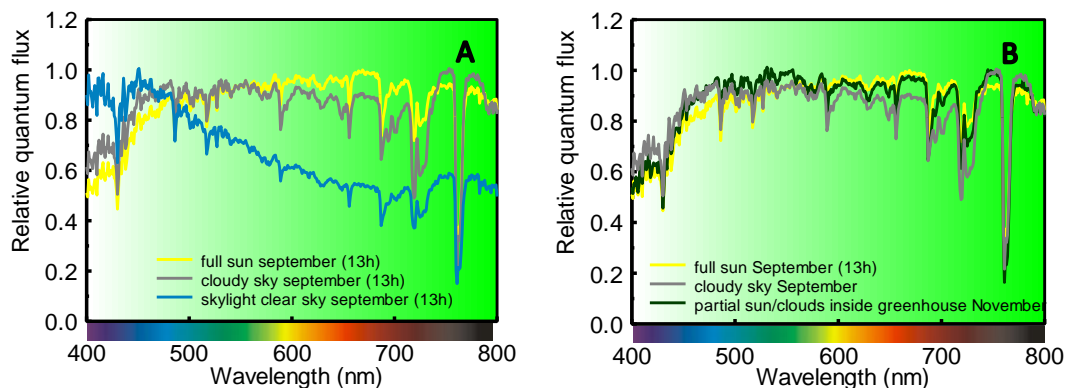 Relative quantum flux
1.2
1.0
0.8
0.6
0.4
0.2
0.0
A
full sun september (13h)
cloudy sky september (13h)
skylight clear sky september (13h)
400 500 600 700 800
Wavelength (nm)
Relative quantum flux
1.2
1.0
0.8
0.6
0.4
0.2
0.0
B
full sun September (13h)
cloudy sky September
partial sun/clouds inside greenhouse November
400 500 600 700 800
Wavelength (nm)